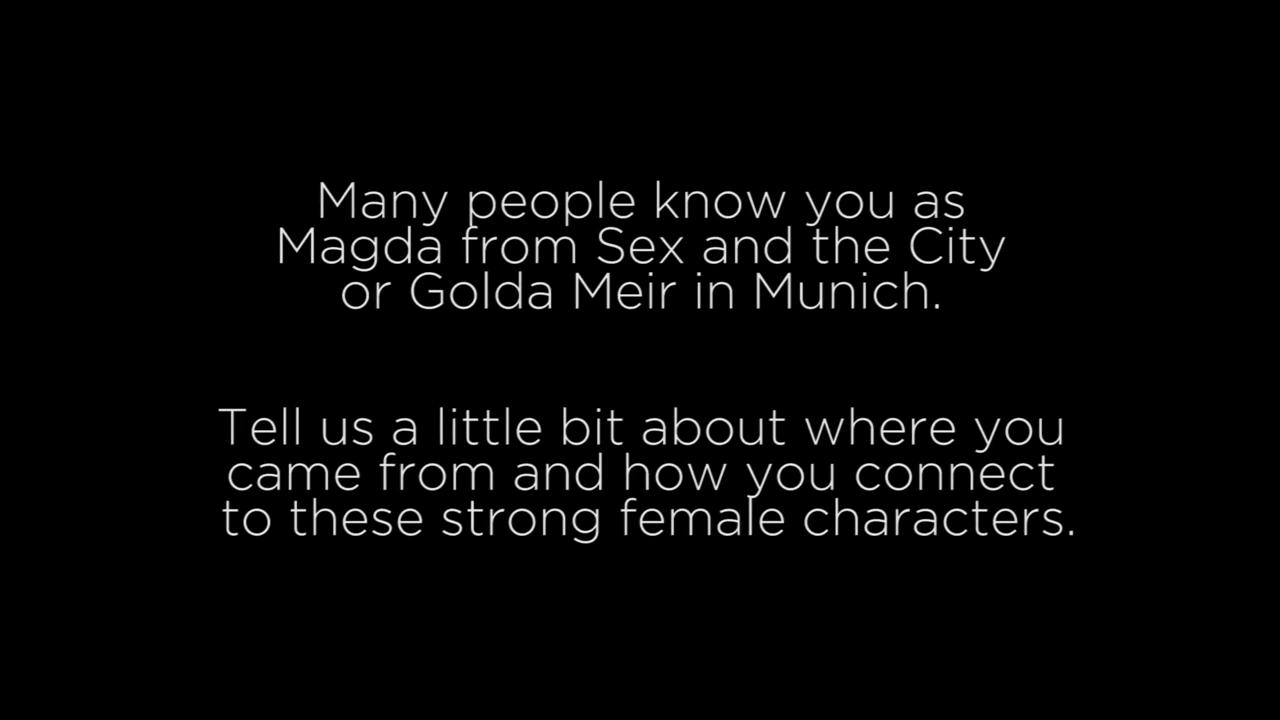 Many people know you as
Magda from Sex and the City
or Golda Meir in Munich.
Tell us a little bit about where you
came from and how you connect
to these strong female characters.